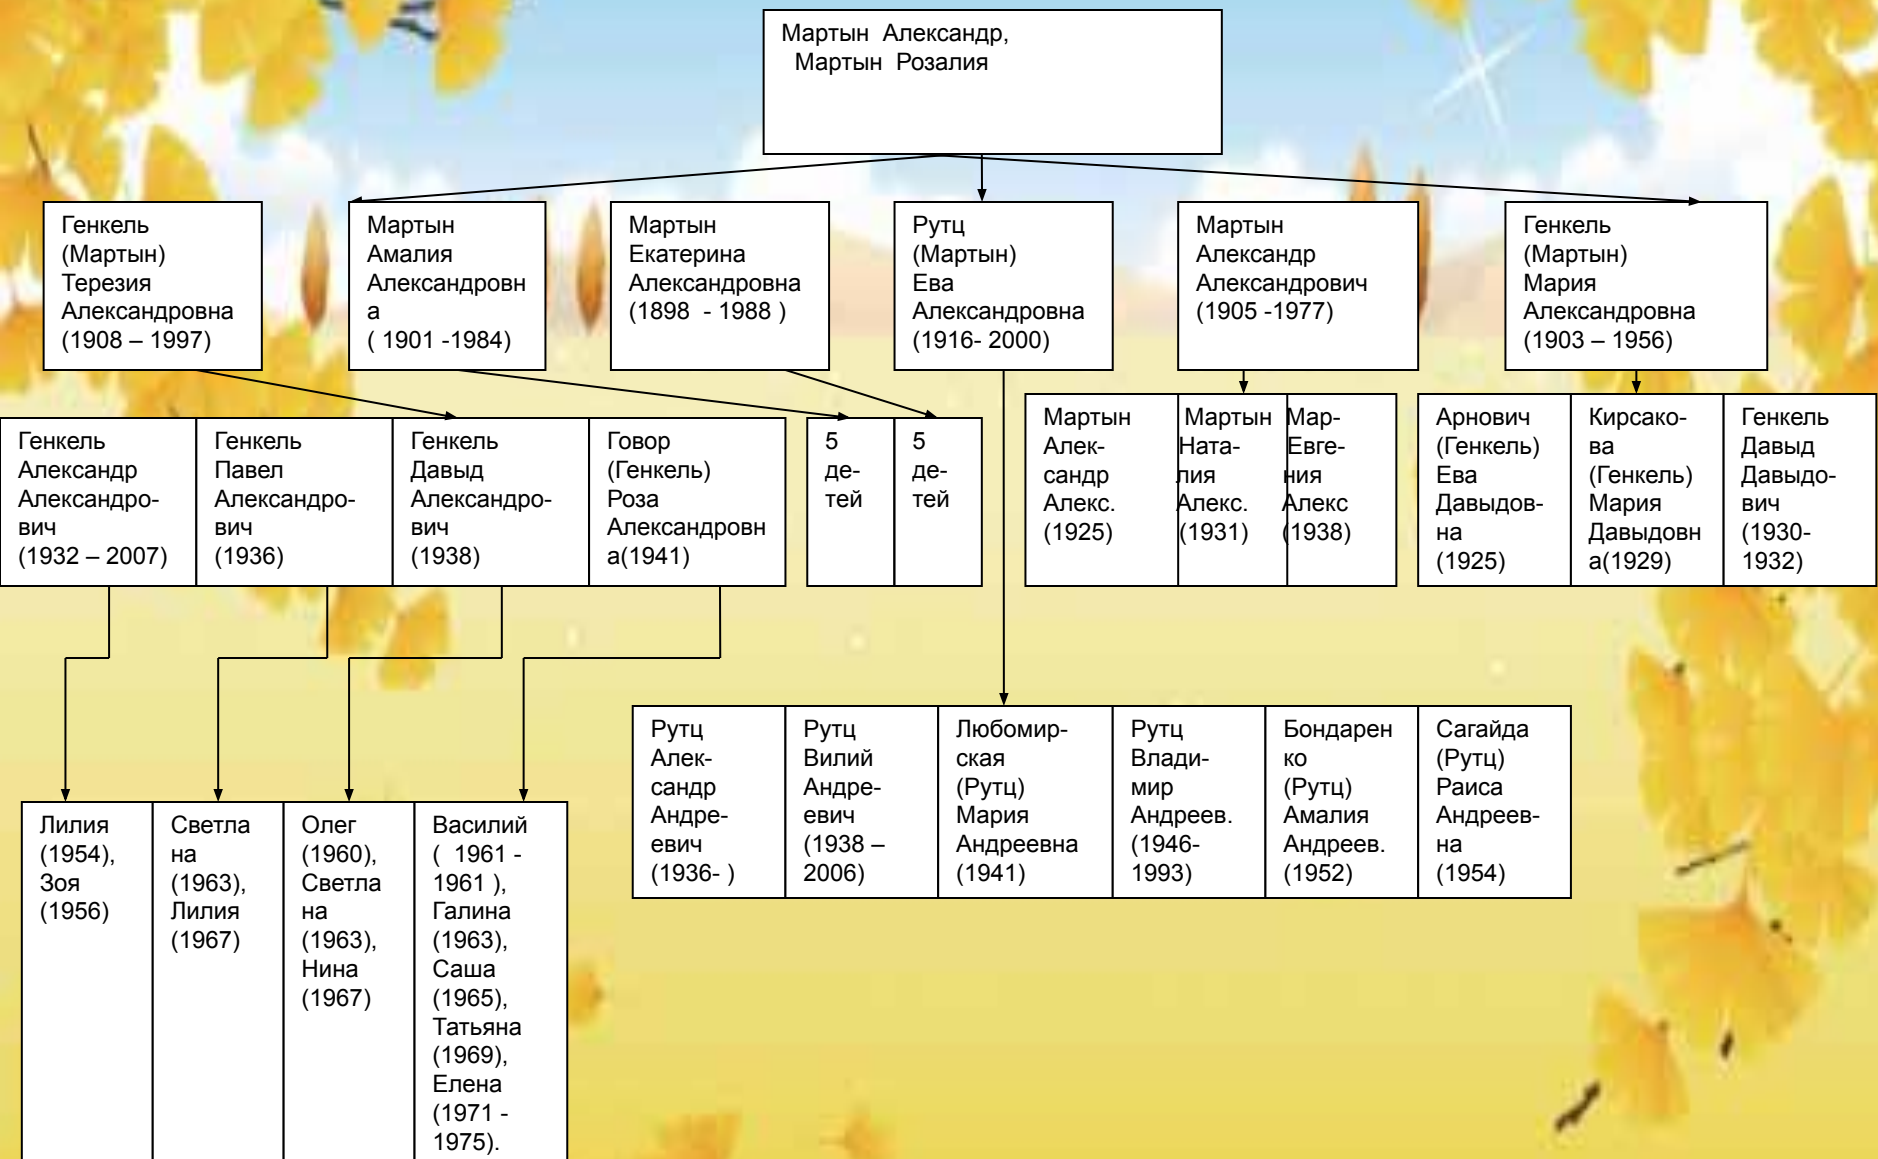 Мартын Александр,
Мартын Розалия
Генкель
(Мартын)
Терезия
Александровна
(1908 – 1997)
Мартын
Амалия
Александровн
а
( 1901 -1984)
Мартын
Екатерина
Александровна
(1898 - 1988 )
Рутц
(Мартын)
Ева
Александровна
(1916- 2000)
Мартын
Александр
Александрович
(1905 -1977)
Генкель
(Мартын)
Мария
Александровна
(1903 – 1956)
Генкель
Александр
Александро-
вич
(1932 – 2007)
Генкель
Павел
Александро-
вич
(1936)
Генкель
Давыд
Александро-
вич
(1938)
Говор
(Генкель)
Роза
Александровн
а(1941)
5
де-
тей
5
де-
тей
Мартын
Алек-
сандр
Алекс.
(1925)
Мартын
Ната-
лия
Алекс.
(1931)
Мар-
Евге-
ния
Алекс
(1938)
Арнович
(Генкель)
Ева
Давыдов-
на
(1925)
Кирсако-
ва
(Генкель)
Мария
Давыдовн
а(1929)
Генкель
Давыд
Давыдо-
вич
(1930-
1932)
Рутц
Алек-
сандр
Андре-
евич
(1936- )
Рутц
Вилий
Андре-
евич
(1938 –
2006)
Любомир-
ская
(Рутц)
Мария
Андреевна
(1941)
Рутц
Влади-
мир
Андреев.
(1946-
1993)
Бондарен
ко
(Рутц)
Амалия
Андреев.
(1952)
Сагайда
(Рутц)
Раиса
Андреев-
на
(1954)
Лилия
(1954),
Зоя
(1956)
Светла
на
(1963),
Лилия
(1967)
Олег
(1960),
Светла
на
(1963),
Нина
(1967)
Василий
( 1961 -
1961 ),
Галина
(1963),
Саша
(1965),
Татьяна
(1969),
Елена
(1971 -
1975).